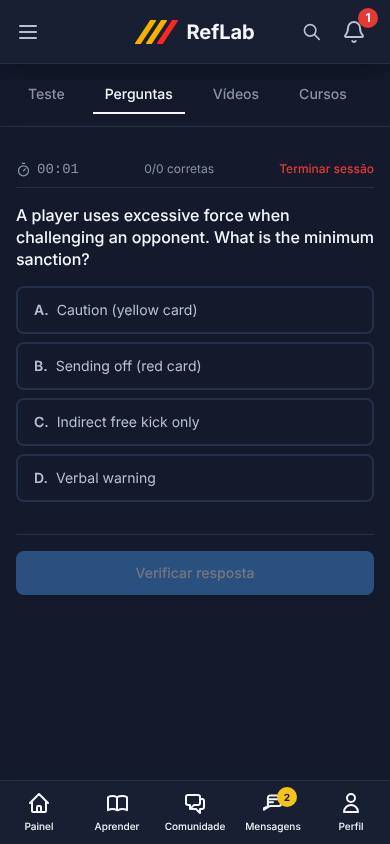 RefLab
1
Teste
Perguntas
Vídeos
Cursos
00:01
0/0 corretas
Terminar sessão
A player uses excessive force when
challenging an opponent. What is the minimum
sanction?
A. Caution (yellow card)
B. Sending off (red card)
C. Indirect free kick only
D. Verbal warning
Verificar resposta
2
Painel
Aprender
Comunidade
Mensagens
Perfil